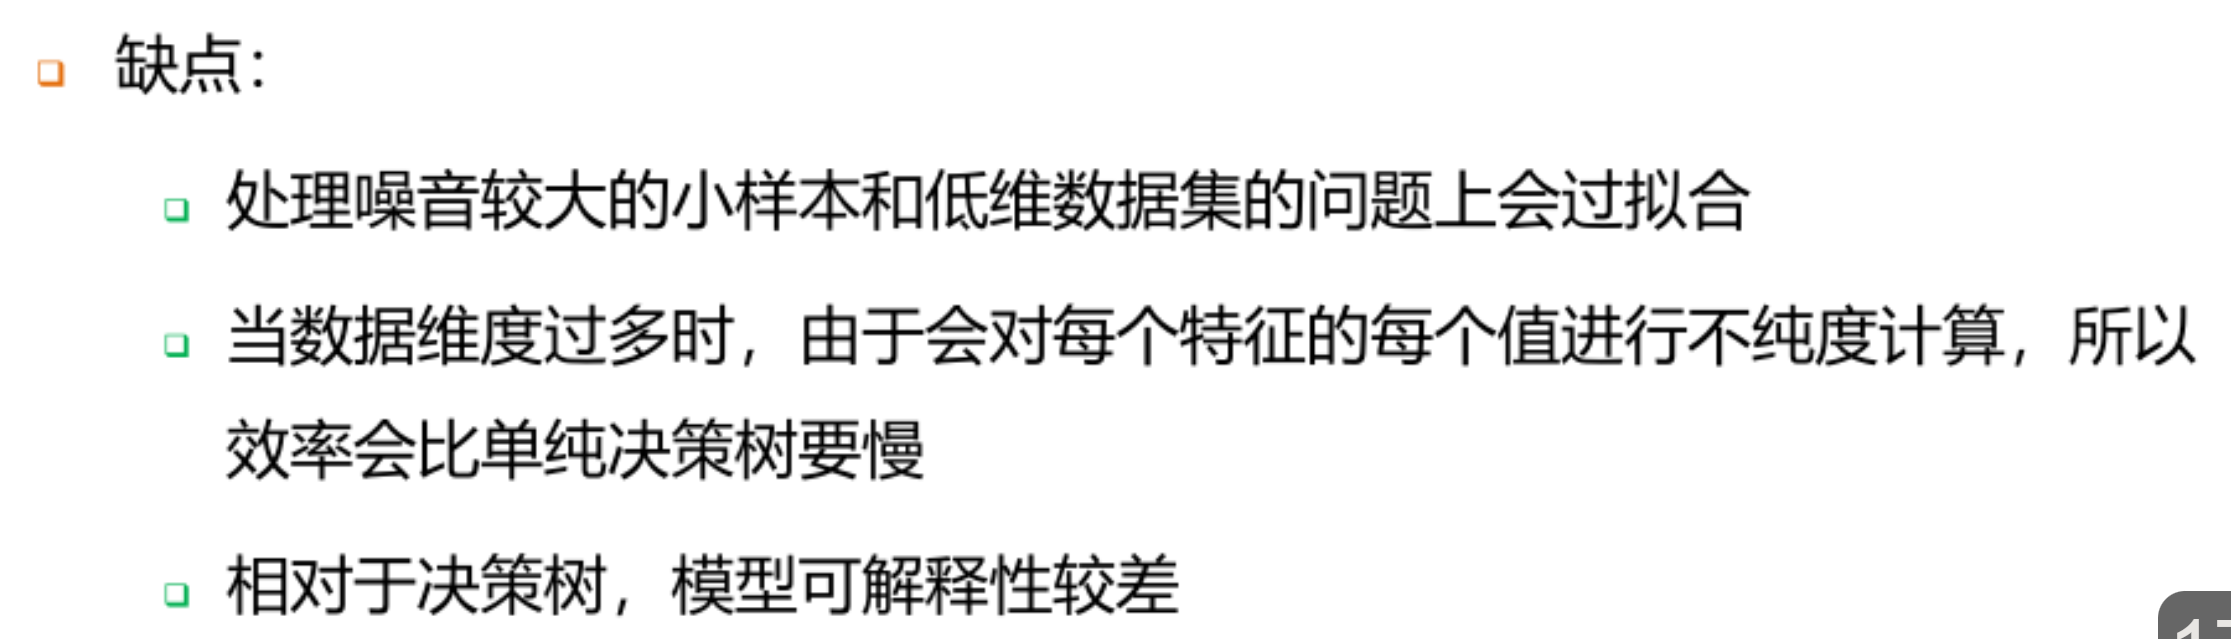 缺点：
处理噪音较大的小样本和低维数据集的问题上会过拟合
当数据维度过多时，由于会对每个特征的每个值进行不纯度计算，所以
效率会比单纯决策树要慢
相对于决策树，模型可解释性较差